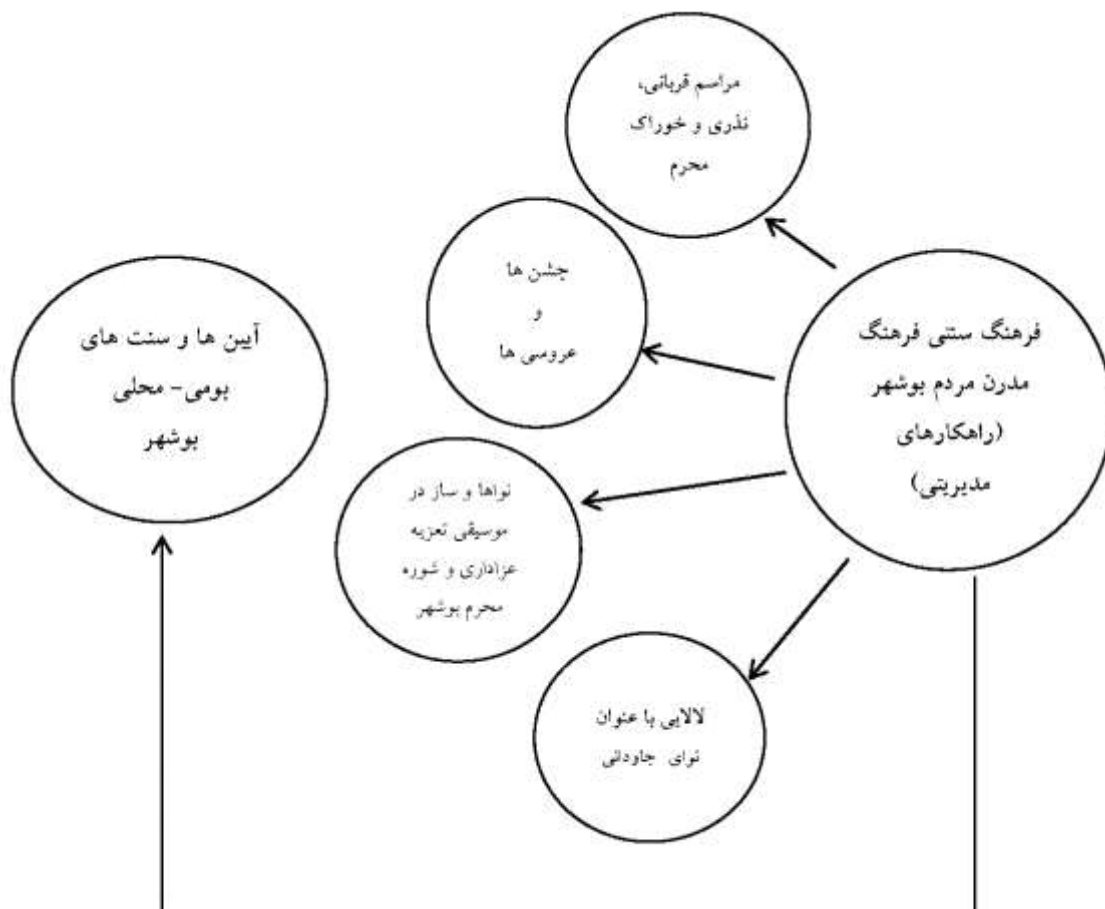 مراسم قربانی،
نذری و خوراک
محرم
جشن ها
و
عروسی ها
فرهنگ سنتی فرهنگ
مدرن مردم بوشهر
(راهکارهای
مدیریتی)
آیین ها و سنت های
بومی- محلی
بوشهر
نواها و ساز در
موسیقی تعزیه
عزاداری و شوره
محرم بوشهر
لالایی با عنوان
نوای جاودانی